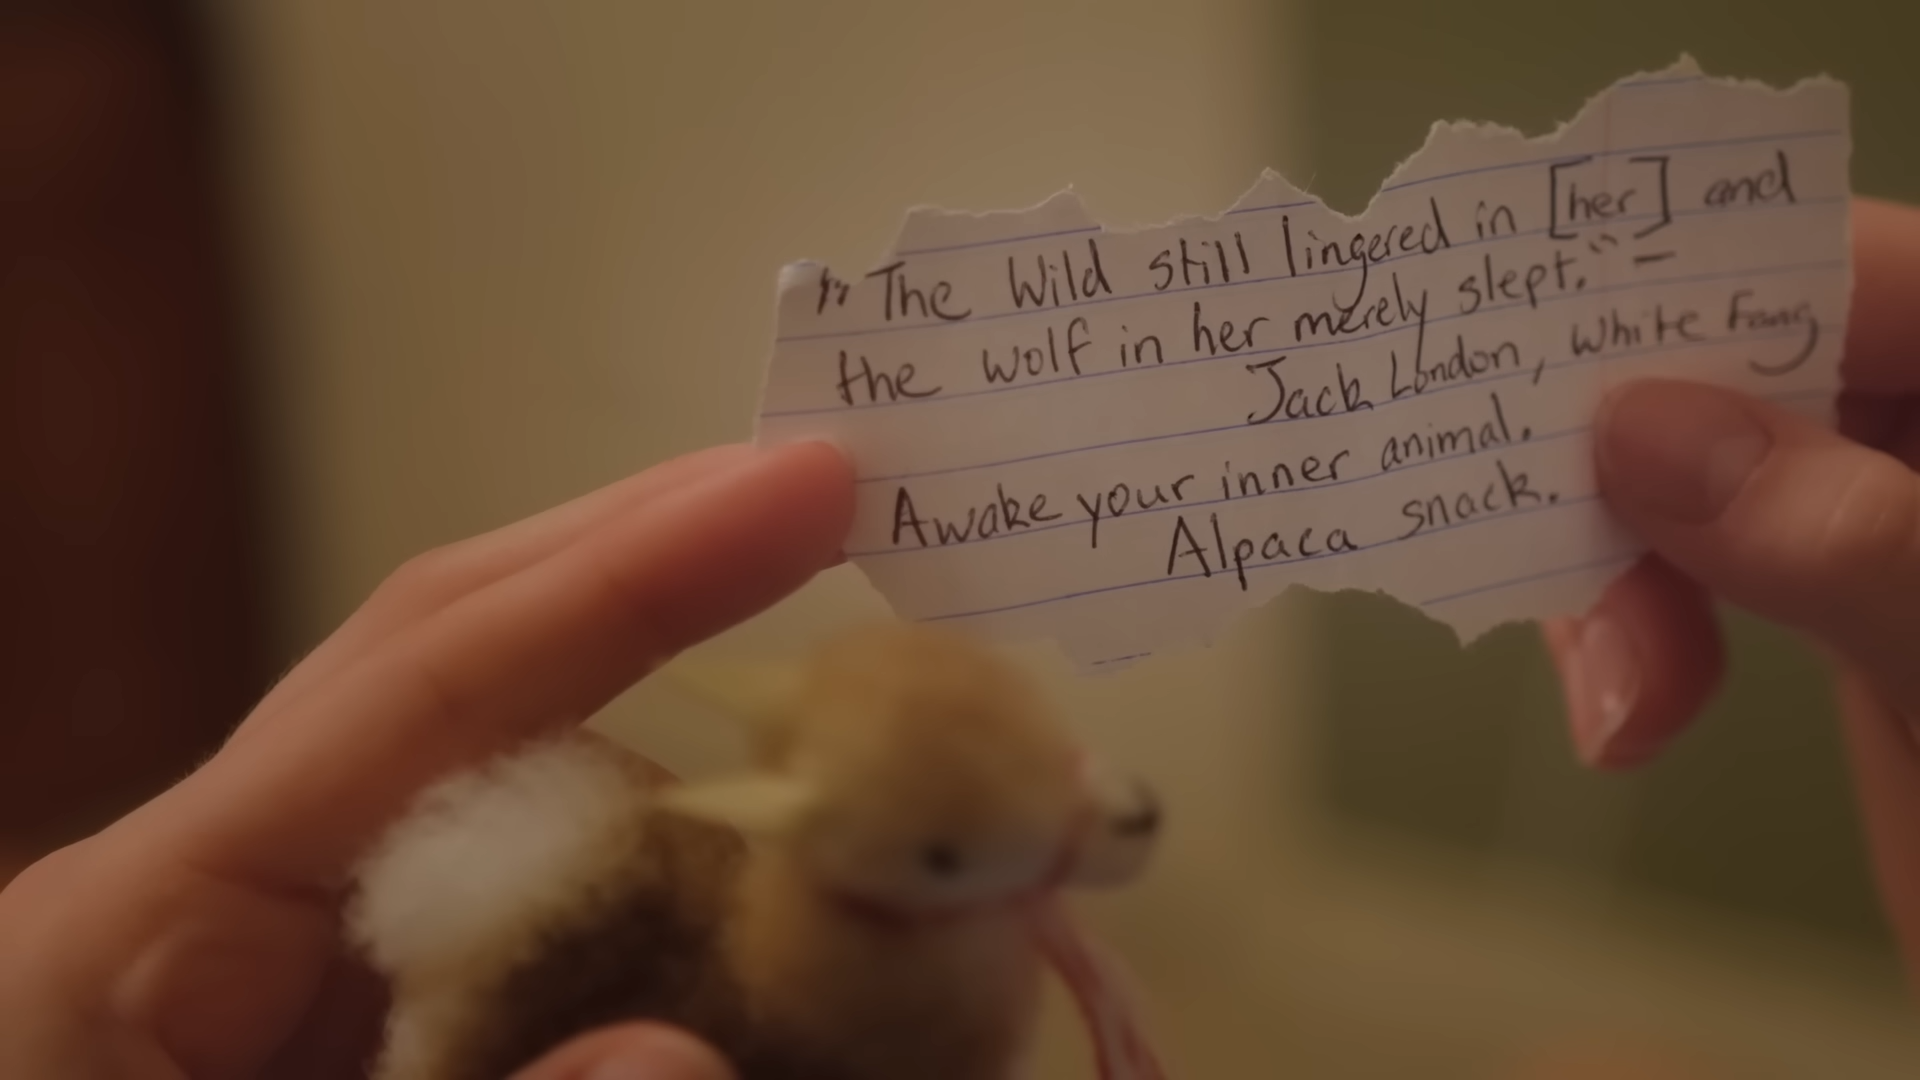 "The Wild still lingered in [her] and
the wolf in her merely slept." –
Jack London, White Fang
Awake your inner animal.
Alpaca snack.